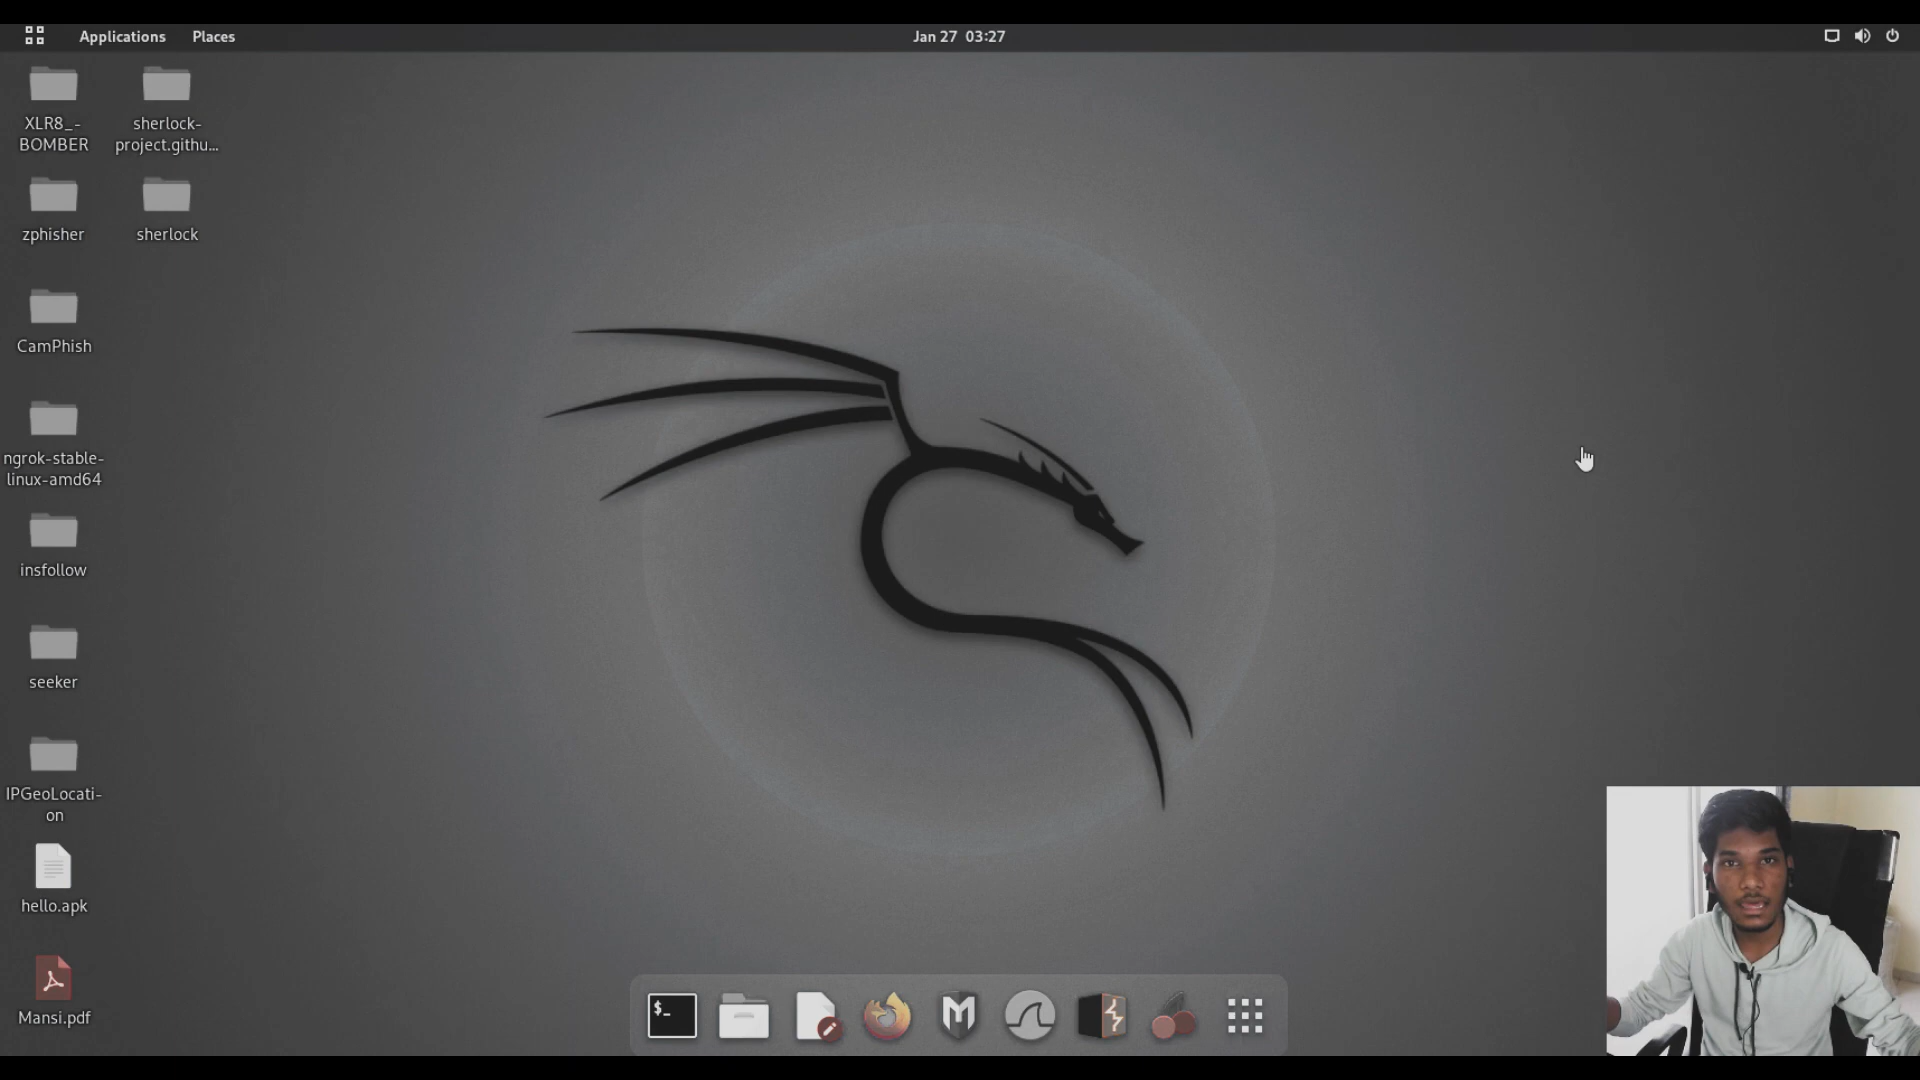 Applications Places Jan 27 03:27
XLR8_-
BOMBER
sherlock-
project.githu...
zphisher
sherlock
CamPhish
ngrok-stable-
linux-amd64
insfollow
seeker
IPGeoLocati-
on
hello.apk
Mansi.pdf
$_